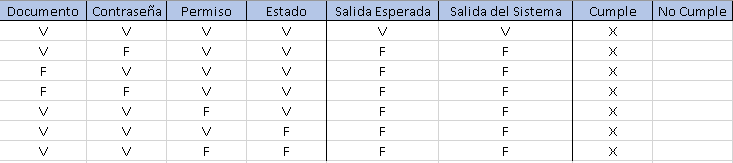 Documento Contraseña Permiso Estado Salida Esperada Salida del Sistema Cumple No Cumple
V V V V V V X
V F V V F F X
F V V V F F X
F F V V F F X
V V F V F F X
V V V F F F X
V V F F F F X